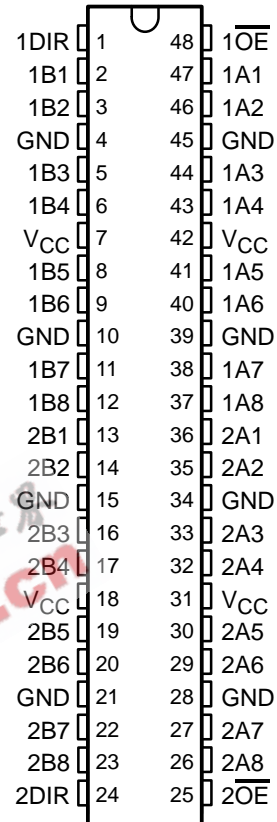 1DIR 1 48 1O̅E̅
1B1 2 47 1A1
1B2 3 46 1A2
GND 4 45 GND
1B3 5 44 1A3
1B4 6 43 1A4
VCC 7 42 VCC
1B5 8 41 1A5
1B6 9 40 1A6
GND 10 39 GND
1B7 11 38 1A7
1B8 12 37 1A8
2B1 13 36 2A1
2B2 14 35 2A2
GND 15 34 GND
2B3 16 33 2A3
2B4 17 32 2A4
VCC 18 31 VCC
2B5 19 30 2A5
2B6 20 29 2A6
GND 21 28 GND
2B7 22 27 2A7
2B8 23 26 2A8
2DIR 24 25 2O̅E̅